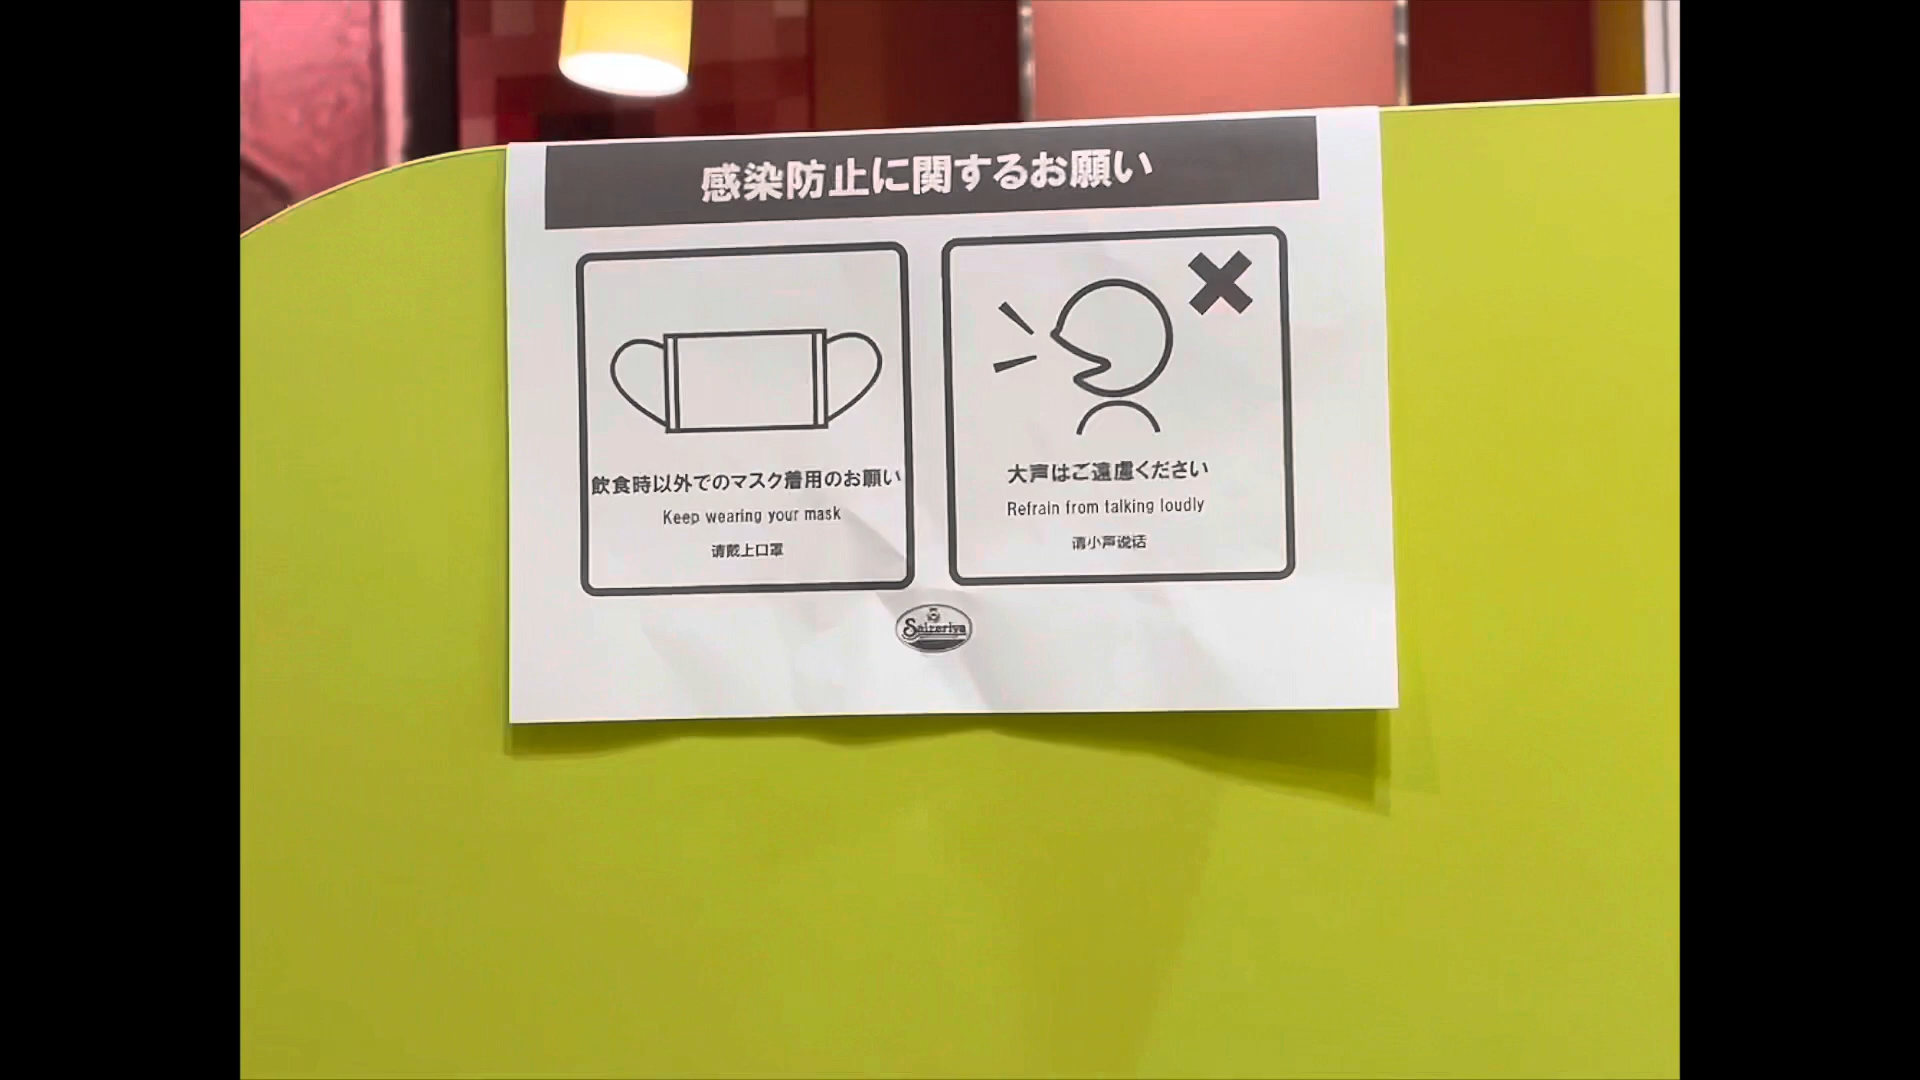 感染防止に関するお願い
飲食時以外でのマスク着用のお願い
Keep wearing your mask
请戴上口罩
大声はご遠慮ください
Refrain from talking loudly
请小声说话
Saizeriya